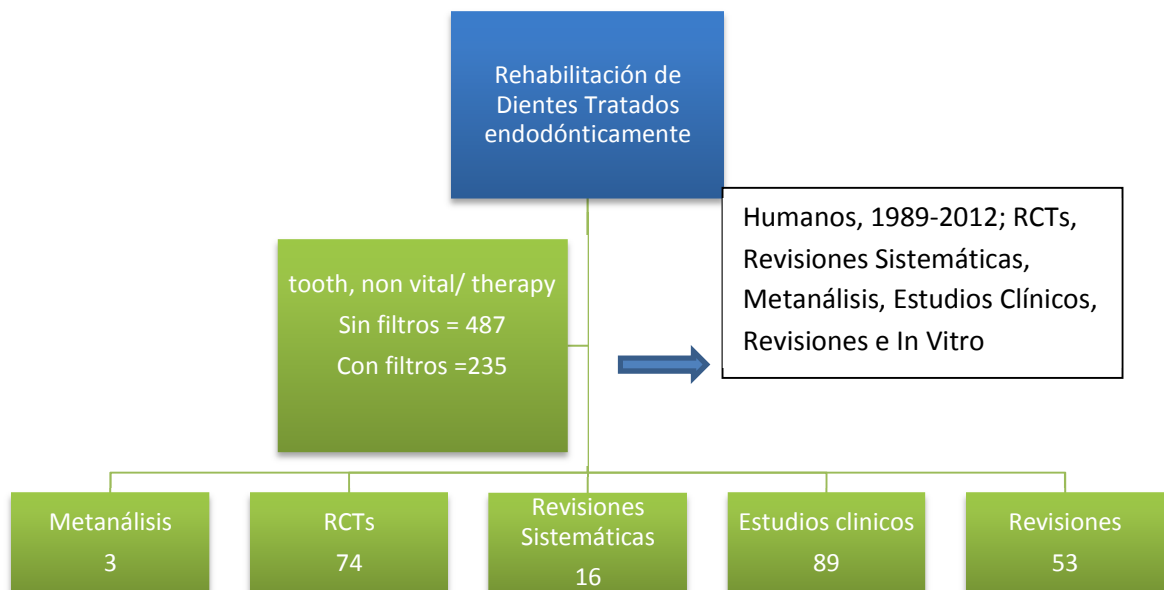 Rehabilitación de
Dientes Tratados
endodónticamente
Humanos, 1989-2012; RCTs,
Revisiones Sistemáticas,
Metanálisis, Estudios Clínicos,
Revisiones e In Vitro
tooth, non vital/ therapy
Sin filtros = 487
Con filtros =235
Metanálisis
3
RCTs
74
Revisiones
Sistemáticas
16
Estudios clinicos
89
Revisiones
53